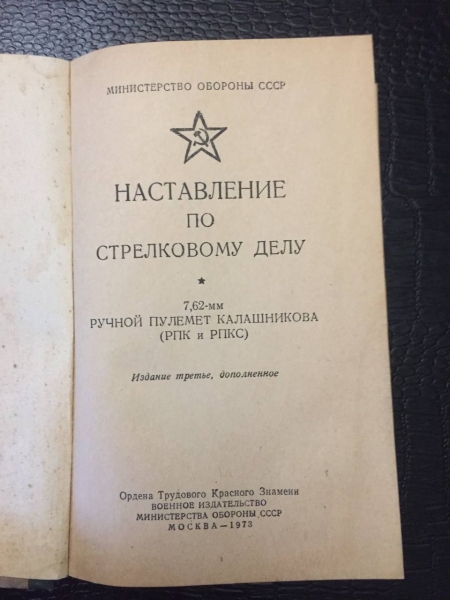 МИНИСТЕРСТВО ОБОРОНЫ СССР
НАСТАВЛЕНИЕ
ПО
СТРЕЛКОВОМУ ДЕЛУ
★
7,62-мм
РУЧНОЙ ПУЛЕМЕТ КАЛАШНИКОВА
(РПК и РПКС)
Издание третье, дополненное
Ордена Трудового Красного Знамени
ВОЕННОЕ ИЗДАТЕЛЬСТВО
МИНИСТЕРСТВА ОБОРОНЫ СССР
МОСКВА—1973